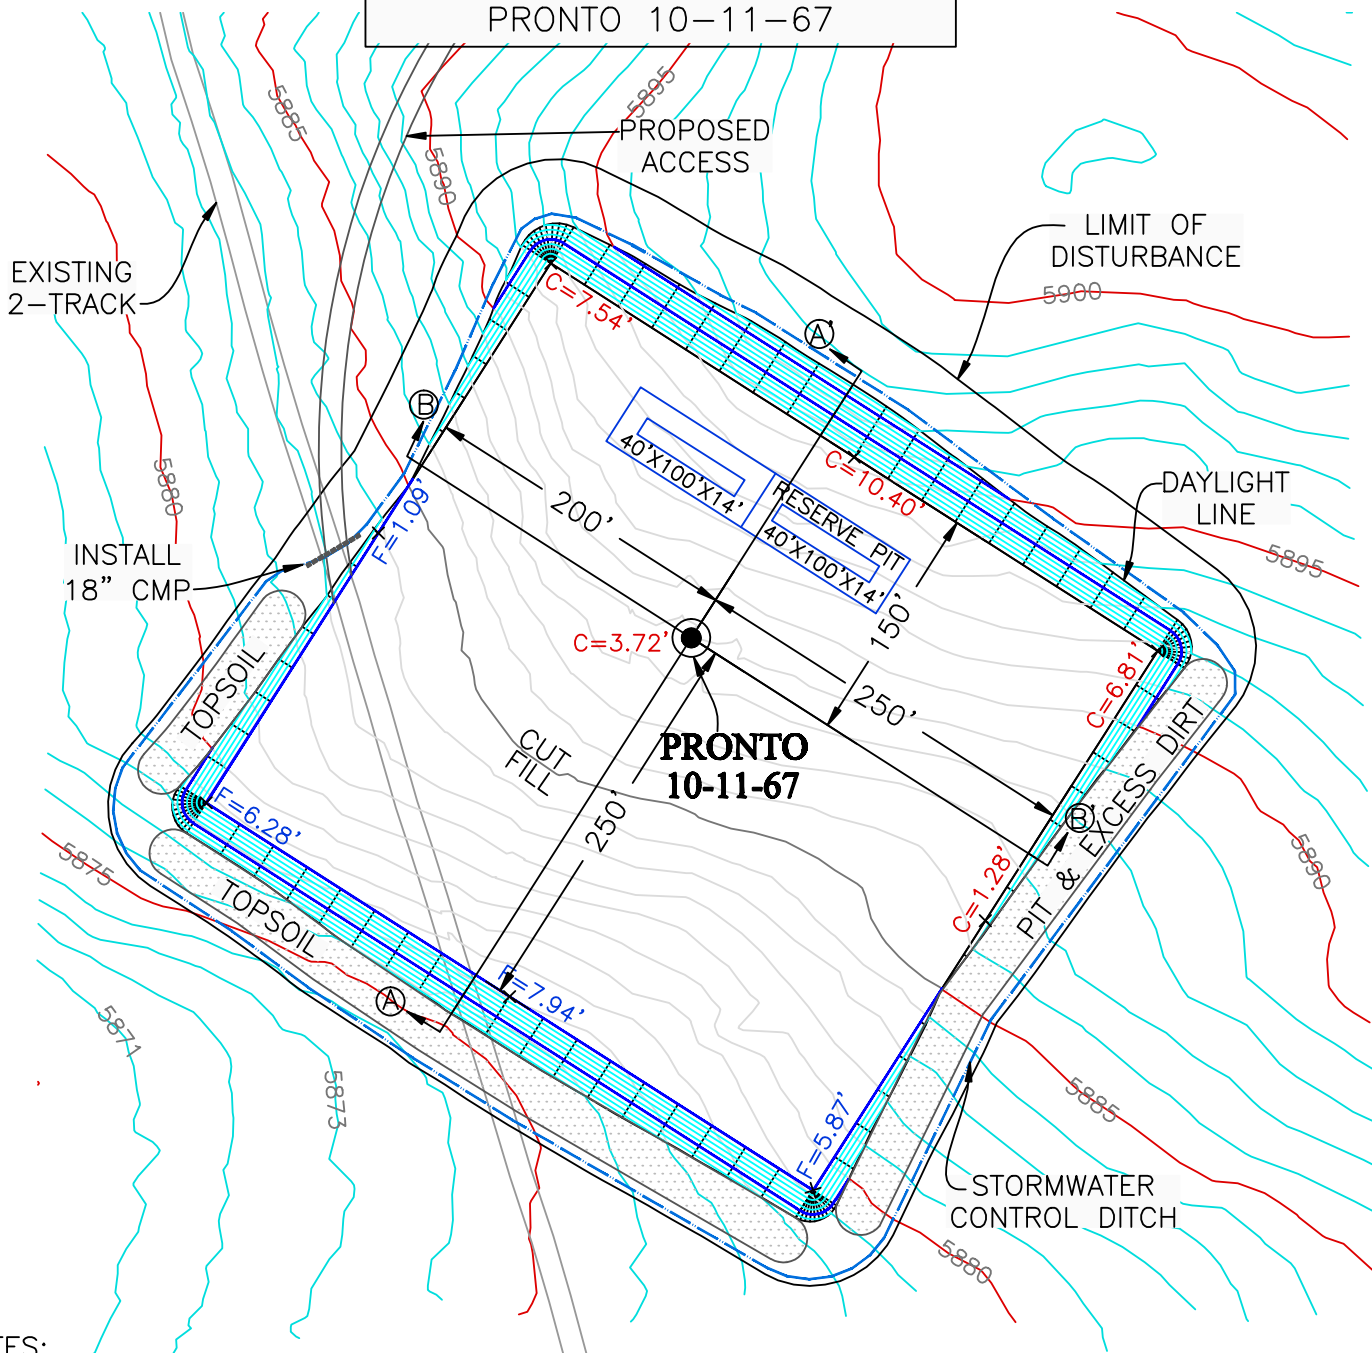 PRONTO 10-11-67
5885
5895
PROPOSED
ACCESS
5890
LIMIT OF
DISTURBANCE
EXISTING
2-TRACK
5900
C=7.54'
A'
B
40'X100'X14'
RESERVE PIT
40'X100'X14'
C=10.40'
DAYLIGHT
LINE
5880
200'
F=1.09'
INSTALL
18" CMP
5895
150'
C=3.72'
C=6.81'
TOPSOIL
250'
PRONTO
10-11-67
CUT
FILL
250'
F=6.28'
B'
PIT & EXCESS DIRT
5875
5890
C=1.28'
TOPSOIL
A
F=7.94'
5871
5873
F=5.87'
5885
STORMWATER
CONTROL DITCH
5880